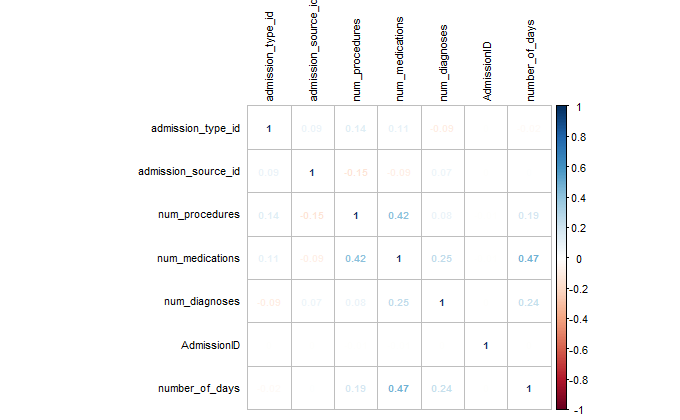 admission_type_id admission_source_id num_procedures num_medications num_diagnoses AdmissionID number_of_days
admission_type_id 1 0.09 0.14 0.11 -0.09
admission_source_id 0.09 1 -0.15 -0.09 0.07
num_procedures 0.14 -0.15 1 0.42 0.08 0.19
num_medications 0.11 -0.09 0.42 1 0.25 0.47
num_diagnoses -0.09 0.07 0.08 0.25 1 0.24
AdmissionID 1
number_of_days 0.19 0.47 0.24 1
1
0.8
0.6
0.4
0.2
0
-0.2
-0.4
-0.6
-0.8
-1